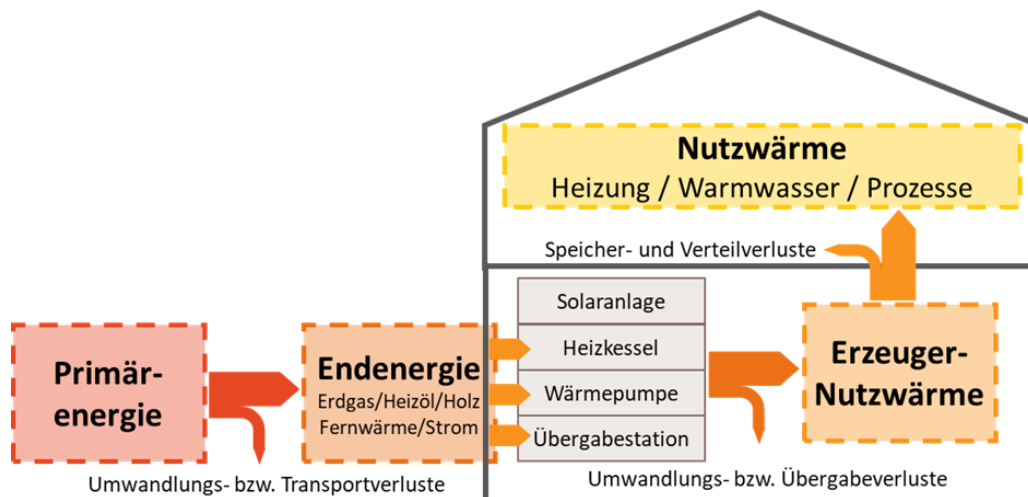 Nutzwärme
Heizung / Warmwasser / Prozesse
Speicher- und Verteilverluste
Primär-
energie
Endenergie
Erdgas/Heizöl/Holz
Fernwärme/Strom
Solaranlage
Heizkessel
Wärmepumpe
Übergabestation
Erzeuger-
Nutzwärme
Umwandlungs- bzw. Transportverluste
Umwandlungs- bzw. Übergabeverluste